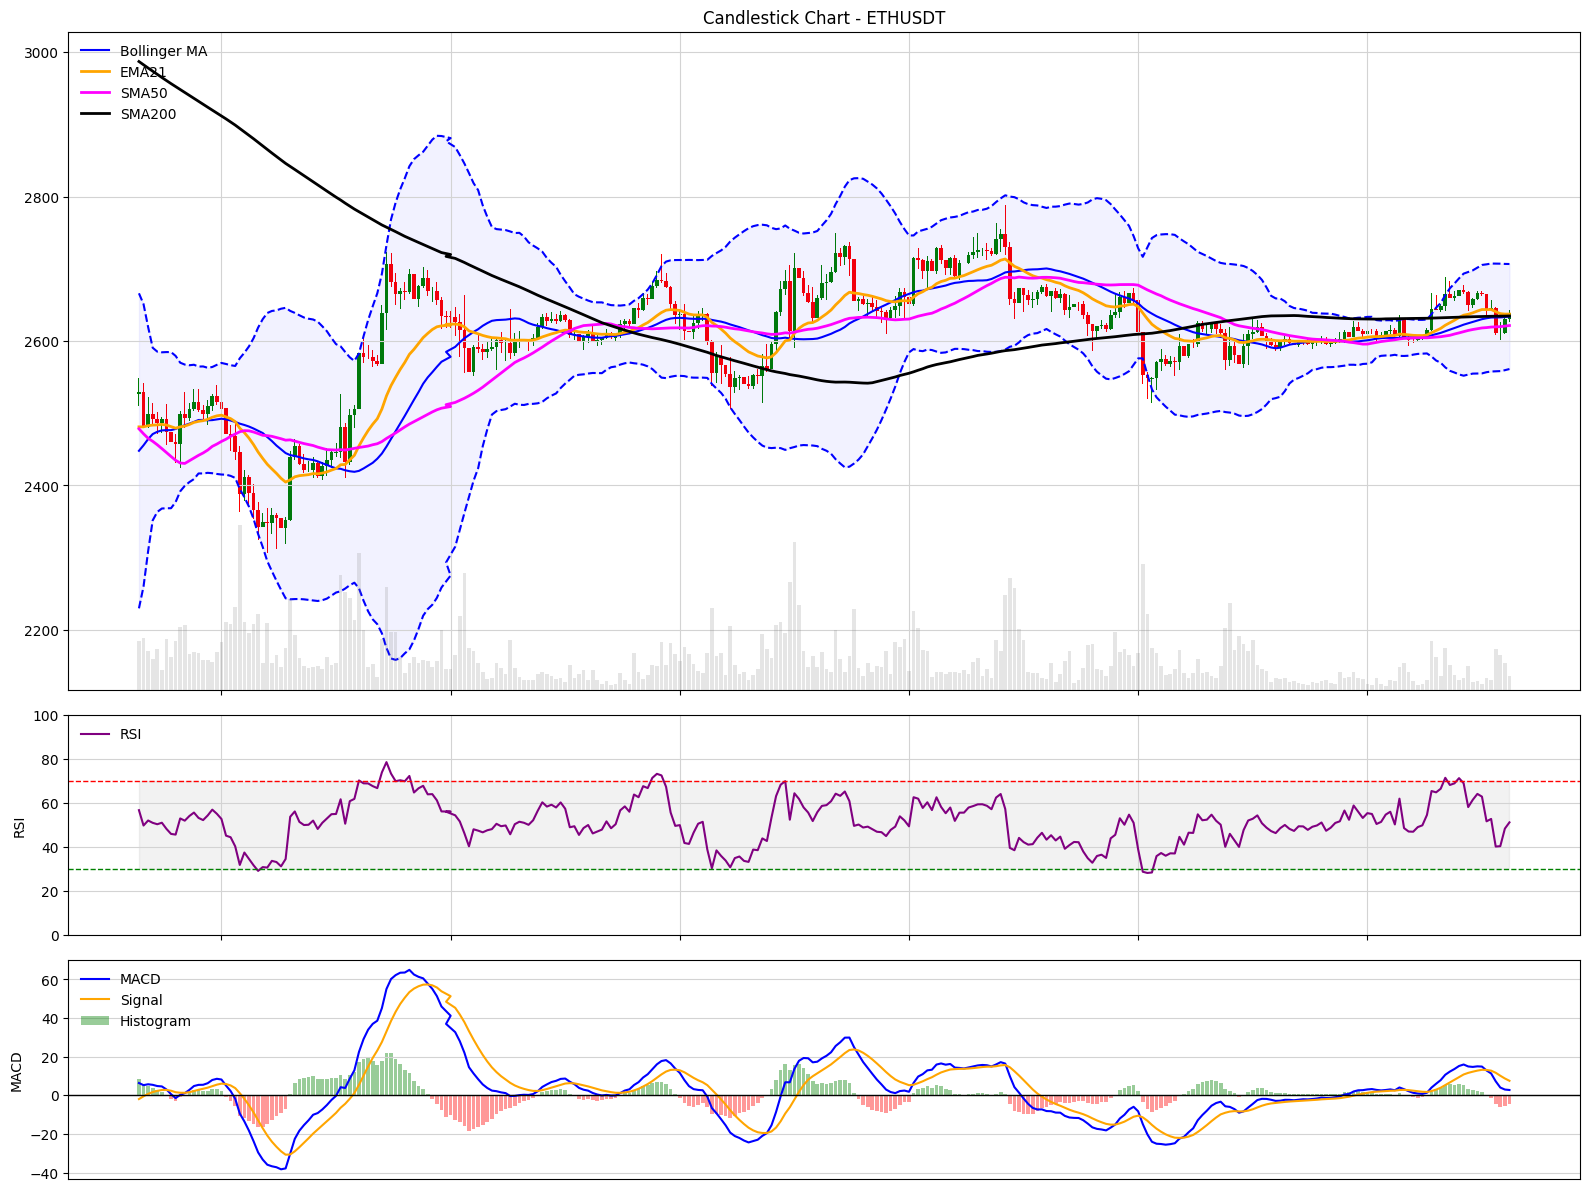 Candlestick Chart - ETHUSDT
Bollinger MA
EMA21
SMA50
SMA200
3000
2800
2600
2400
2200
RSI
100
80
60
40
20
0
RSI
MACD
Signal
Histogram
60
40
20
0
−20
−40
MACD